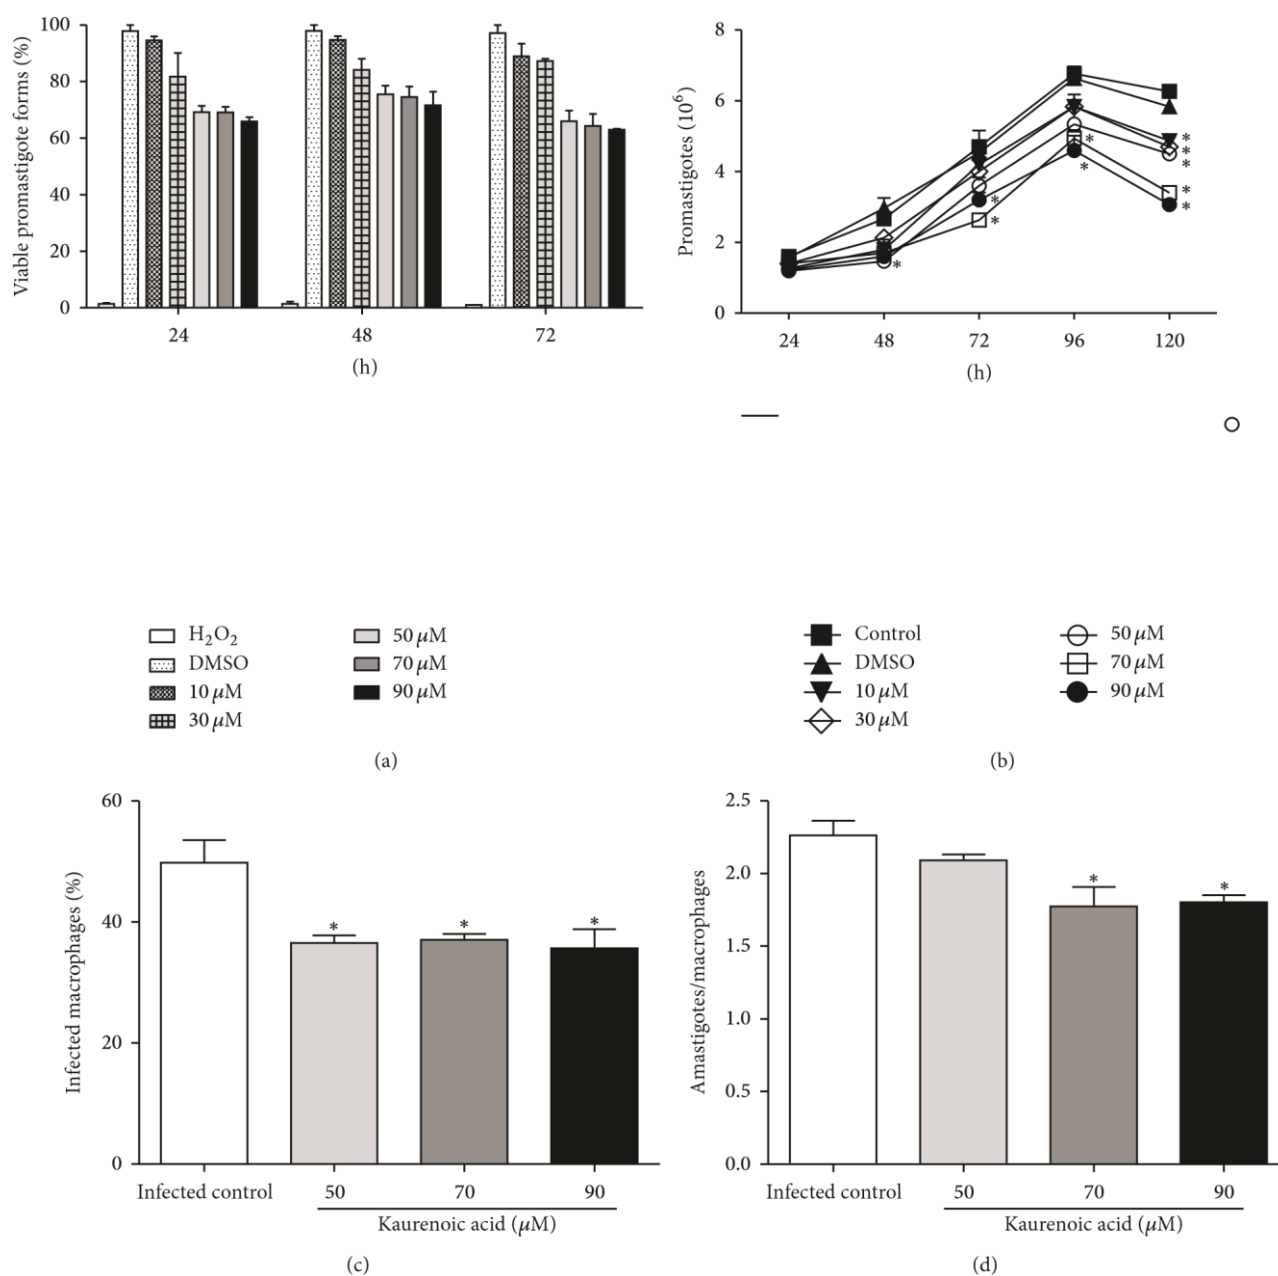 100
80
60
40
20
0
Viable promastigote forms (%)
24 48 72
(h)
8
6
4
2
0
Promastigotes (10⁶)
* * * * * * * * * *
24 48 72 96 120
(h)
H₂O₂
DMSO
10 μM
30 μM
50 μM
70 μM
90 μM
(a)
Control
DMSO
10 μM
30 μM
50 μM
70 μM
90 μM
(b)
60
40
20
0
Infected macrophages (%)
* * *
Infected control 50 70 90
Kaurenoic acid (μM)
(c)
2.5
2.0
1.5
1.0
0.5
0.0
Amastigotes/macrophages
* *
Infected control 50 70 90
Kaurenoic acid (μM)
(d)